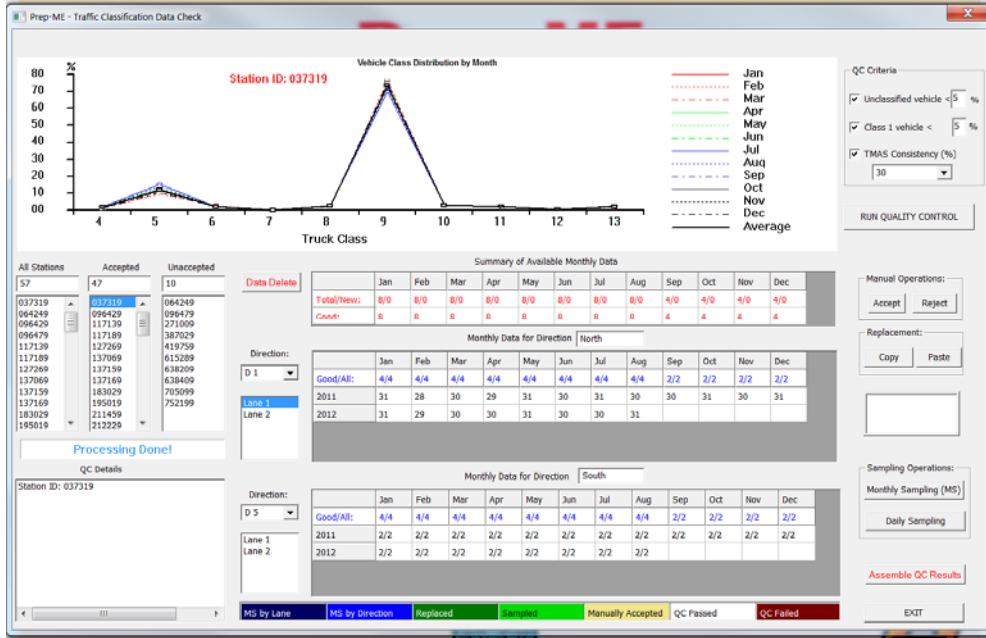 Prep-ME - Traffic Classification Data Check
Vehicle Class Distribution by Month
%
Station ID: 037319
80
70
60
50
40
30
20
10
00
4 5 6 7 8 9 10 11 12 13
Truck Class
Jan
Feb
Mar
Apr
May
Jun
Jul
Aug
Sep
Oct
Nov
Dec
Average
QC Criteria
Unclassified vehicle <5 %
Class 1 vehicle < 5 %
TMAS Consistency (%)
30
RUN QUALITY CONTROL
All Stations Accepted Unaccepted
57 47 10
037319 037319 064249
064249 096429 096479
096429 117139 271009
096479 117189 387029
117139 127269 419759
117189 137069 615289
127269 137159 638209
137069 137169 638409
137159 183029 705099
137169 195019 752199
183029 211459
195019 212229
Processing Done!
QC Details
Station ID: 037319
Data Delete
Summary of Available Monthly Data
Jan Feb Mar Apr May Jun Jul Aug Sep Oct Nov Dec
Total/New: 8/0 8/0 8/0 8/0 8/0 8/0 8/0 8/0 4/0 4/0 4/0 4/0
Good: 8 8 8 8 8 8 8 8 4 4 4 4
Monthly Data for Direction North
Direction:
D 1
Lane 1
Lane 2
Jan Feb Mar Apr May Jun Jul Aug Sep Oct Nov Dec
Good/All: 4/4 4/4 4/4 4/4 4/4 4/4 4/4 4/4 2/2 2/2 2/2 2/2
2011 31 28 30 29 31 30 31 31 30 31 30 31
2012 31 29 30 30 31 30 30 31
Monthly Data for Direction South
Direction:
D 5
Lane 1
Lane 2
Jan Feb Mar Apr May Jun Jul Aug Sep Oct Nov Dec
Good/All: 4/4 4/4 4/4 4/4 4/4 4/4 4/4 4/4 2/2 2/2 2/2 2/2
2011 2/2 2/2 2/2 2/2 2/2 2/2 2/2 2/2 2/2 2/2 2/2 2/2
2012 2/2 2/2 2/2 2/2 2/2 2/2 2/2 2/2
MS by Lane MS by Direction Replaced Sampled Manually Accepted QC Passed QC Failed
Manual Operations:
Accept Reject
Replacement:
Copy Paste
Sampling Operations:
Monthly Sampling (MS)
Daily Sampling
Assemble QC Results
EXIT